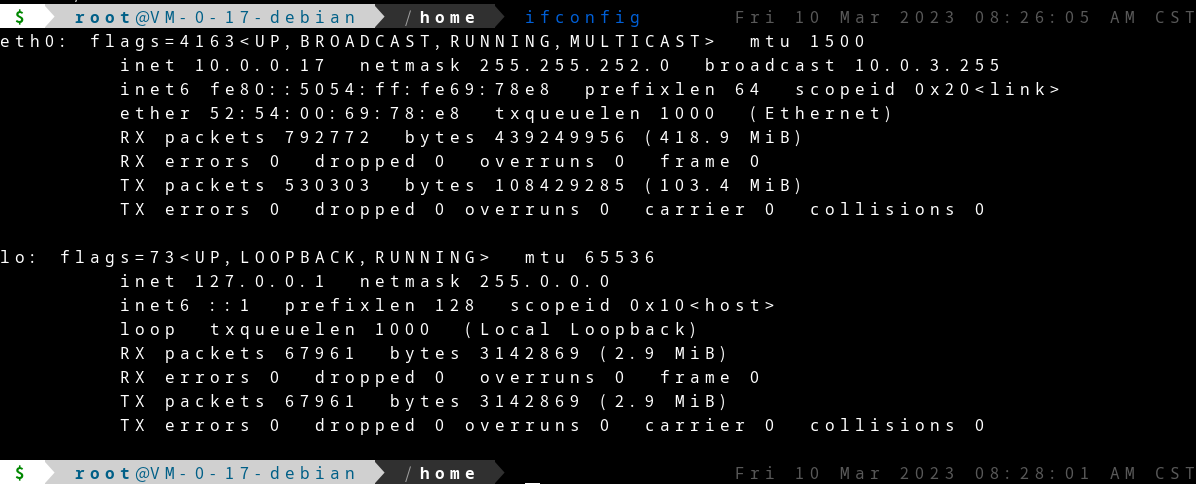 $ root@VM-0-17-debian /home ifconfig Fri 10 Mar 2023 08:26:05 AM CST
eth0: flags=4163<UP,BROADCAST,RUNNING,MULTICAST>  mtu 1500
        inet 10.0.0.17  netmask 255.255.252.0  broadcast 10.0.3.255
        inet6 fe80::5054:ff:fe69:78e8  prefixlen 64  scopeid 0x20<link>
        ether 52:54:00:69:78:e8  txqueuelen 1000  (Ethernet)
        RX packets 792772  bytes 439249956 (418.9 MiB)
        RX errors 0  dropped 0  overruns 0  frame 0
        TX packets 530303  bytes 108429285 (103.4 MiB)
        TX errors 0  dropped 0 overruns 0  carrier 0  collisions 0

lo: flags=73<UP,LOOPBACK,RUNNING>  mtu 65536
        inet 127.0.0.1  netmask 255.0.0.0
        inet6 ::1  prefixlen 128  scopeid 0x10<host>
        loop  txqueuelen 1000  (Local Loopback)
        RX packets 67961  bytes 3142869 (2.9 MiB)
        RX errors 0  dropped 0  overruns 0  frame 0
        TX packets 67961  bytes 3142869 (2.9 MiB)
        TX errors 0  dropped 0 overruns 0  carrier 0  collisions 0

$ root@VM-0-17-debian /home Fri 10 Mar 2023 08:28:01 AM CST